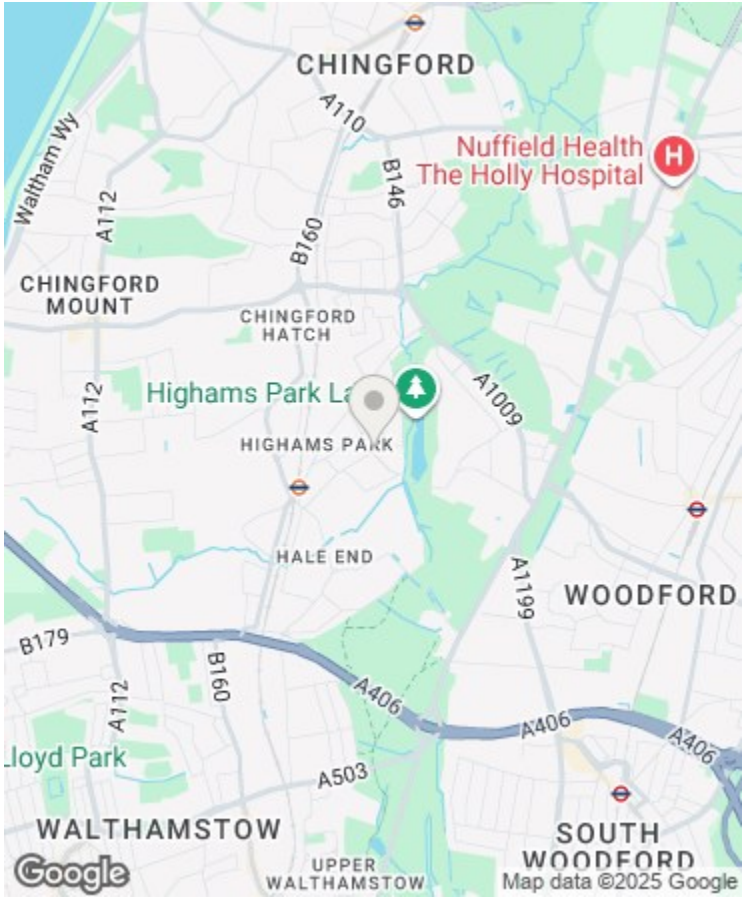 CHINGFORD
A110
Waltham Wy
Nuffield Health
The Holly Hospital
H
B146
A112
B160
CHINGFORD
MOUNT
CHINGFORD
HATCH
Highams Park La
A1009
A112
HIGHAMS PARK
HALE END
A1199
WOODFORD
B179
B160
A112
A406
A406
A406
Lloyd Park
A503
WALTHAMSTOW
SOUTH
WOODFORD
UPPER
WALTHAMSTOW
Google
Map data ©2025 Google